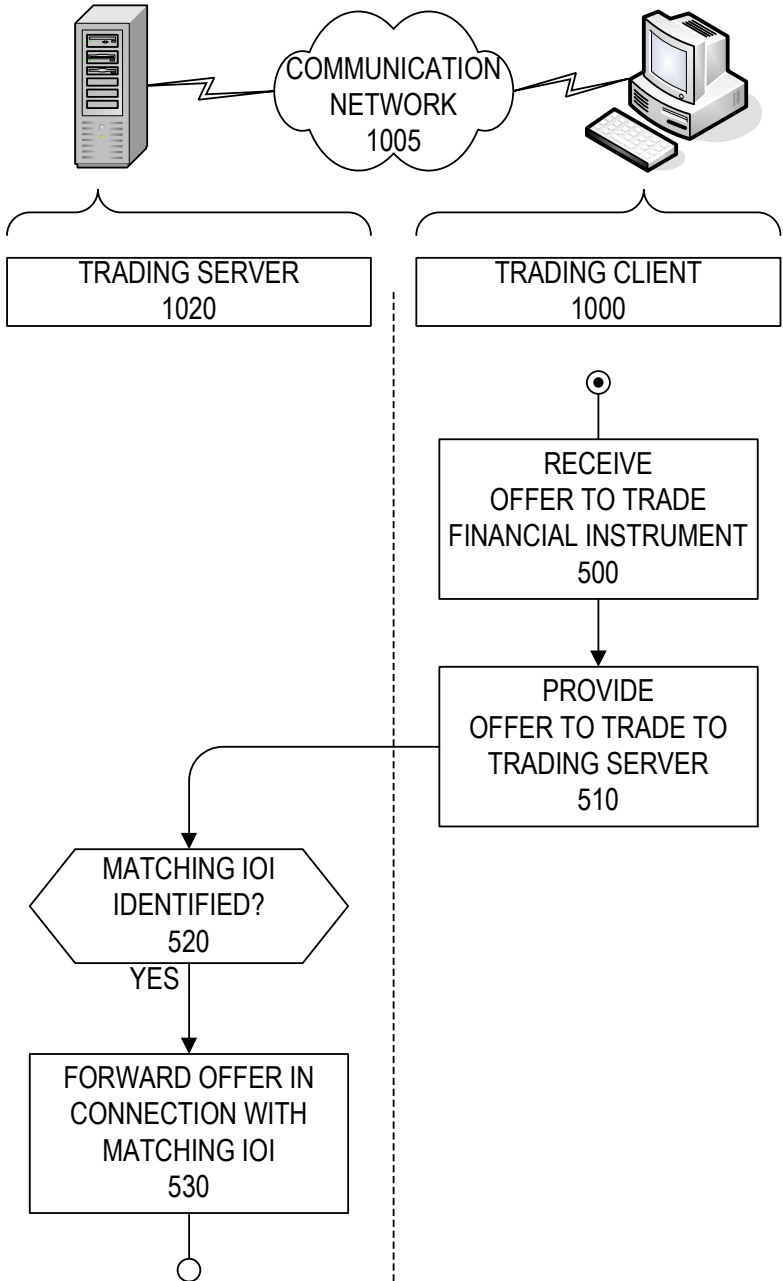 COMMUNICATION
NETWORK
1005
TRADING SERVER
1020
TRADING CLIENT
1000
RECEIVE
OFFER TO TRADE
FINANCIAL INSTRUMENT
500
PROVIDE
OFFER TO TRADE TO
TRADING SERVER
510
MATCHING IOI
IDENTIFIED?
520
YES
FORWARD OFFER IN
CONNECTION WITH
MATCHING IOI
530